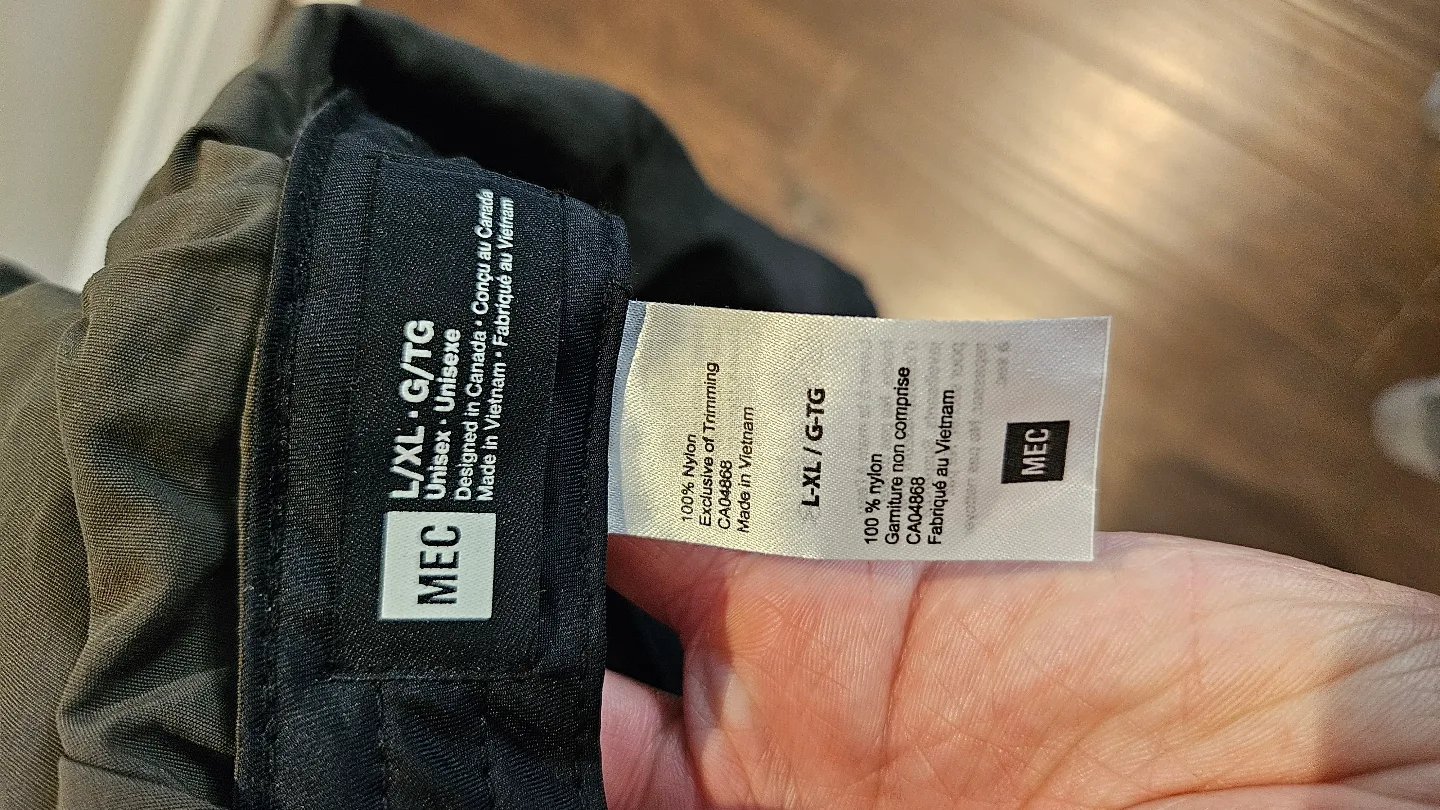 MEC
L/XL · G/TG
Unisex · Unisexe
Designed in Canada · Conçu au Canada
Made in Vietnam · Fabriqué au Vietnam
100% Nylon
Exclusive of Trimming
CA04868
Made in Vietnam
L-XL / G-TG
100 % nylon
Garniture non comprise
CA04868
Fabriqué au Vietnam
MEC